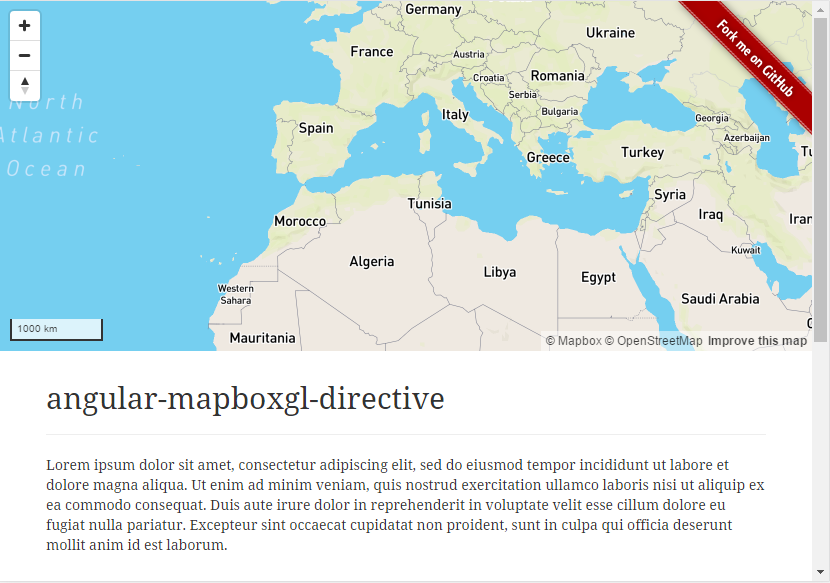 Germany
Ukraine
France
Austria
Croatia
Romania
Serbia
Italy
Bulgaria
Georgia
Azerbaijan
Spain
Greece
Turkey
North
Atlantic
Ocean
Tunisia
Syria
Morocco
Iraq
Algeria
Kuwait
Libya
Egypt
Western
Sahara
Saudi Arabia
Mauritania
Fork me on GitHub
1000 km
© Mapbox © OpenStreetMap Improve this map
angular-mapboxgl-directive
Lorem ipsum dolor sit amet, consectetur adipiscing elit, sed do eiusmod tempor incididunt ut labore et
dolore magna aliqua. Ut enim ad minim veniam, quis nostrud exercitation ullamco laboris nisi ut aliquip ex
ea commodo consequat. Duis aute irure dolor in reprehenderit in voluptate velit esse cillum dolore eu
fugiat nulla pariatur. Excepteur sint occaecat cupidatat non proident, sunt in culpa qui officia deserunt
mollit anim id est laborum.